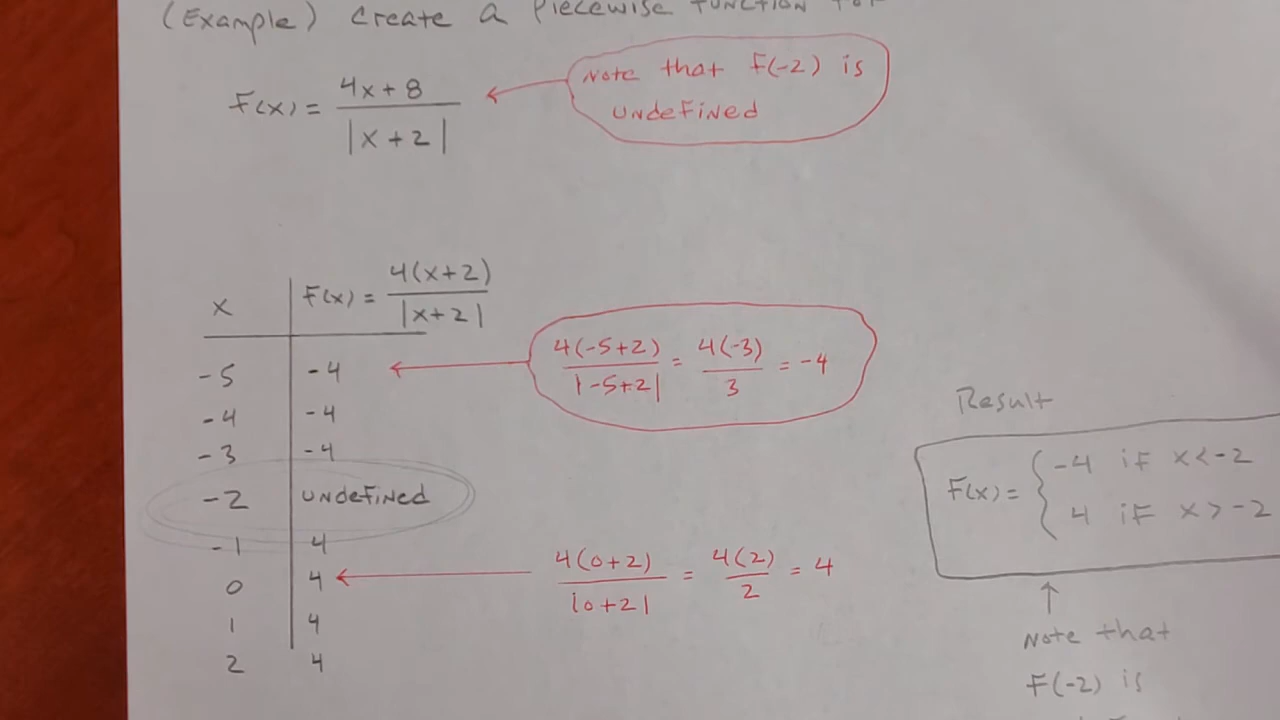 (Example) Create a Piecewise function for
F(x) = 4x+8 / |x+2|
Note that F(-2) is
undefined
x | F(x) = 4(x+2) / |x+2|
-5 | -4
4(-5+2) / |-5+2| = 4(-3) / 3 = -4
-4 | -4
-3 | -4
-2 | undefined
-1 | 4
0 | 4
4(0+2) / |0+2| = 4(2) / 2 = 4
1 | 4
2 | 4
Result
F(x) = { -4 if x<-2
4 if x>-2
Note that
F(-2) is